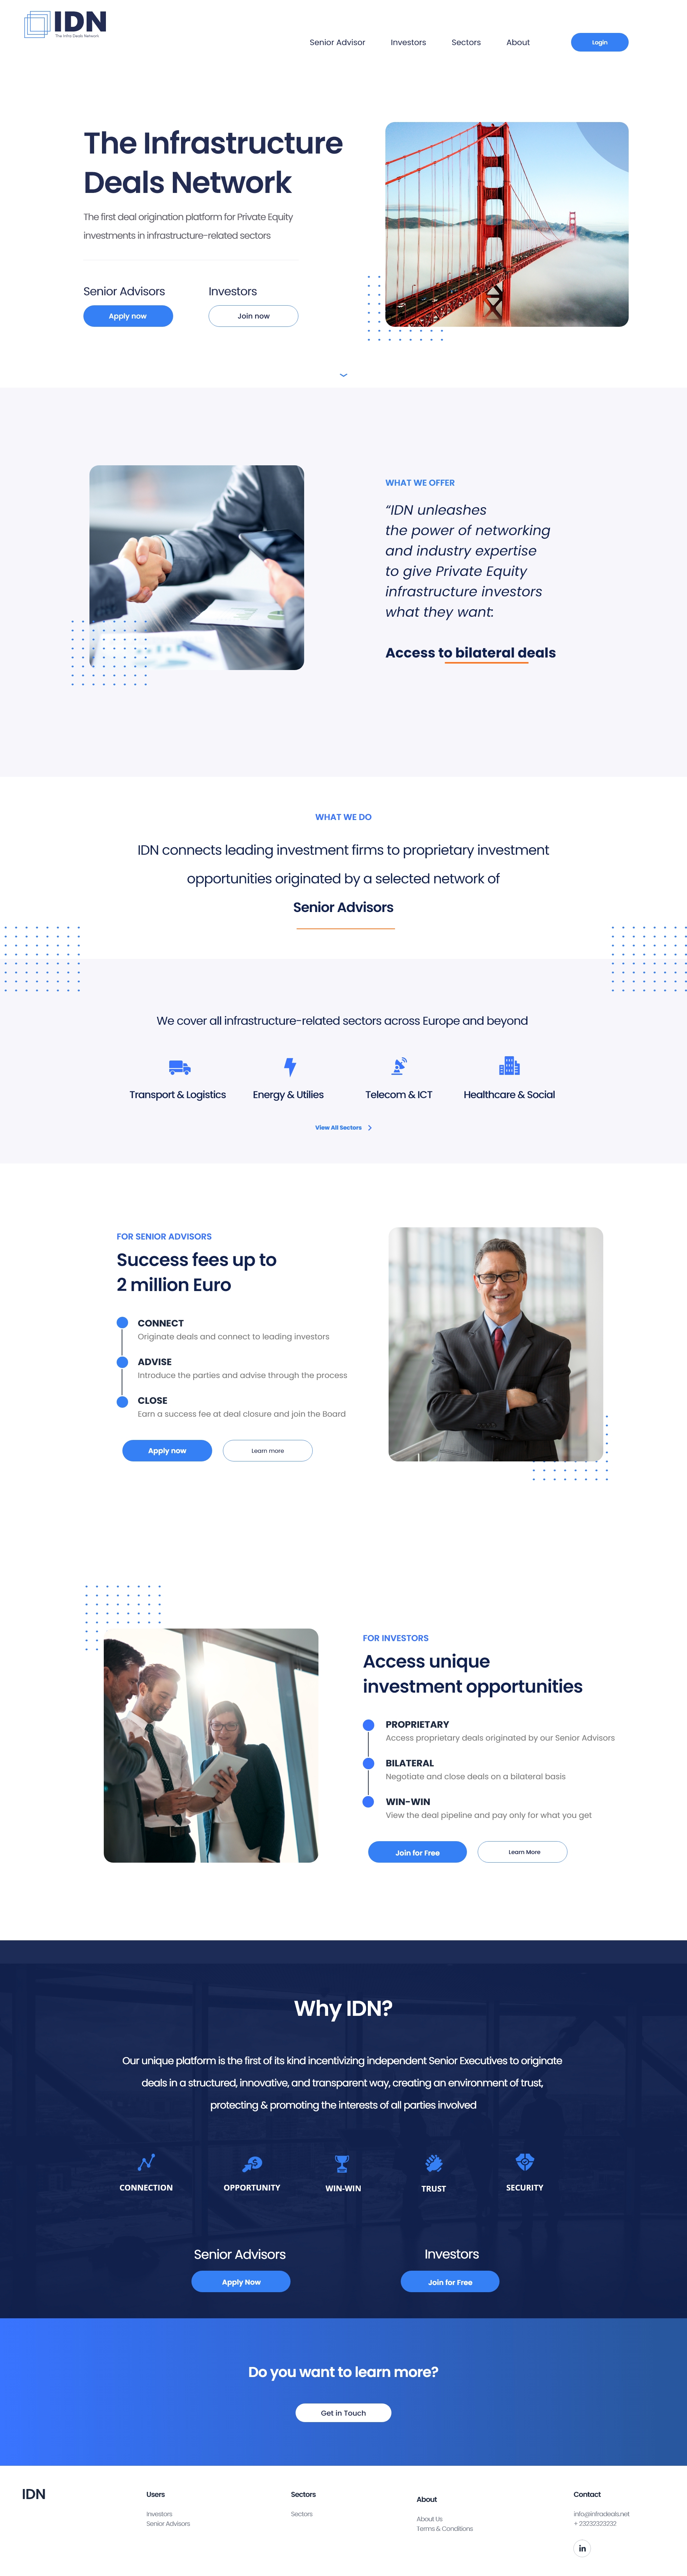 IDN
The Infra Deals Network
Senior Advisor Investors Sectors About Login
The Infrastructure
Deals Network
The first deal origination platform for Private Equity
investments in infrastructure-related sectors
Senior Advisors Investors
Apply now Join now
WHAT WE OFFER
“IDN unleashes
the power of networking
and industry expertise
to give Private Equity
infrastructure investors
what they want:
Access to bilateral deals
WHAT WE DO
IDN connects leading investment firms to proprietary investment
opportunities originated by a selected network of
Senior Advisors
We cover all infrastructure-related sectors across Europe and beyond
Transport & Logistics Energy & Utilies Telecom & ICT Healthcare & Social
View All Sectors
FOR SENIOR ADVISORS
Success fees up to
2 million Euro
CONNECT
Originate deals and connect to leading investors
ADVISE
Introduce the parties and advise through the process
CLOSE
Earn a success fee at deal closure and join the Board
Apply now Learn more
FOR INVESTORS
Access unique
investment opportunities
PROPRIETARY
Access proprietary deals originated by our Senior Advisors
BILATERAL
Negotiate and close deals on a bilateral basis
WIN-WIN
View the deal pipeline and pay only for what you get
Join for Free Learn More
Why IDN?
Our unique platform is the first of its kind incentivizing independent Senior Executives to originate
deals in a structured, innovative, and transparent way, creating an environment of trust,
protecting & promoting the interests of all parties involved
CONNECTION OPPORTUNITY WIN-WIN TRUST SECURITY
Senior Advisors Investors
Apply Now Join for Free
Do you want to learn more?
Get in Touch
IDN
Users
Investors
Senior Advisors
Sectors
Sectors
About
About Us
Terms & Conditions
Contact
info@infradeals.net
+ 23232323232
in